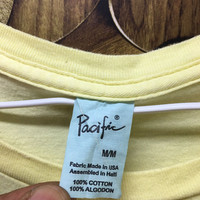 Pacific
M/M
Fabric Made in USA
Assembled in Haiti
100% COTTON
100% ALGODON